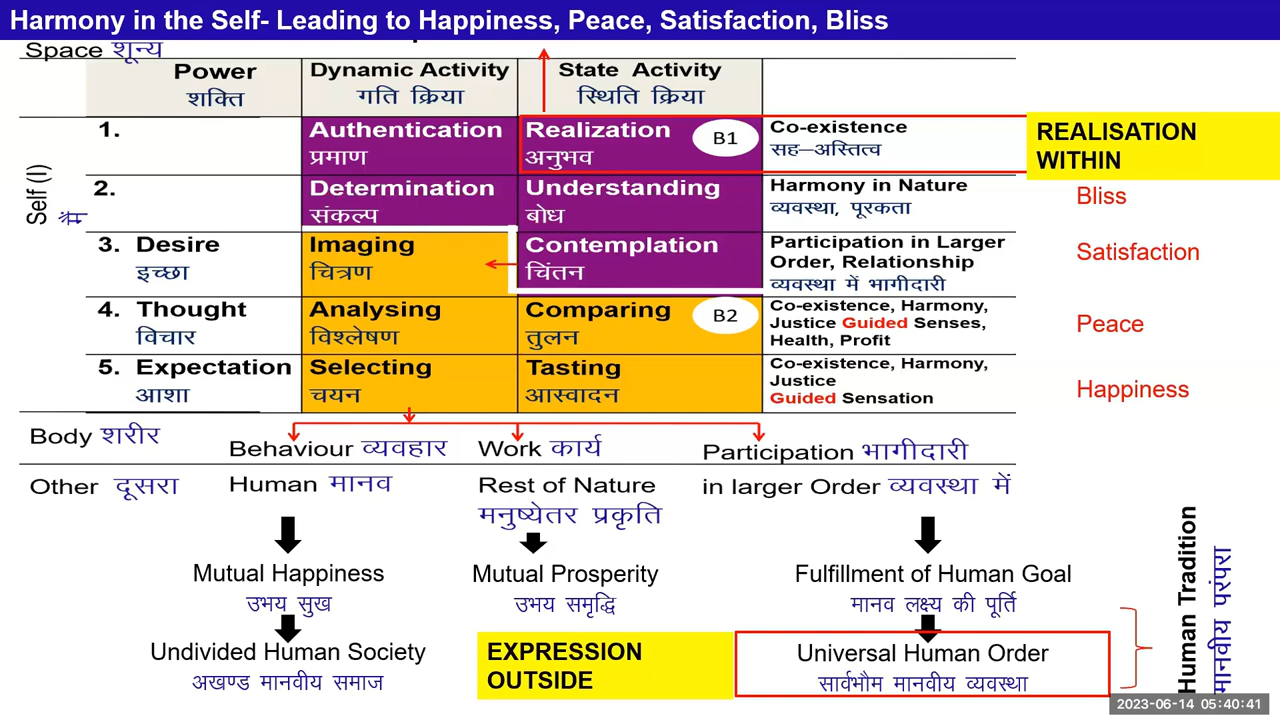 Harmony in the Self- Leading to Happiness, Peace, Satisfaction, Bliss
Space शून्य
Power
शक्ति
Dynamic Activity
गति क्रिया
State Activity
स्थिति क्रिया
Self (I)
मैं
1.
Authentication
प्रमाण
Realization
अनुभव
B1
Co-existence
सह–अस्तित्व
REALISATION
WITHIN
2.
Determination
संकल्प
Understanding
बोध
Harmony in Nature
व्यवस्था, पूरकता
Bliss
3. Desire
इच्छा
Imaging
चित्रण
Contemplation
चिंतन
Participation in Larger
Order, Relationship
व्यवस्था में भागीदारी
Satisfaction
4. Thought
विचार
Analysing
विश्लेषण
Comparing
तुलन
B2
Co-existence, Harmony,
Justice Guided Senses,
Health, Profit
Peace
5. Expectation
आशा
Selecting
चयन
Tasting
आस्वादन
Co-existence, Harmony,
Justice
Guided Sensation
Happiness
Body शरीर
Behaviour व्यवहार
Work कार्य
Participation भागीदारी
Other दूसरा
Human मानव
Rest of Nature
मनुष्येतर प्रकृति
in larger Order व्यवस्था में
Mutual Happiness
उभय सुख
Mutual Prosperity
उभय समृद्धि
Fulfillment of Human Goal
मानव लक्ष्य की पूर्ति
Undivided Human Society
अखण्ड मानवीय समाज
EXPRESSION
OUTSIDE
Universal Human Order
सार्वभौम मानवीय व्यवस्था
Human Tradition
मानवीय परंपरा
2023-06-14 05:40:41